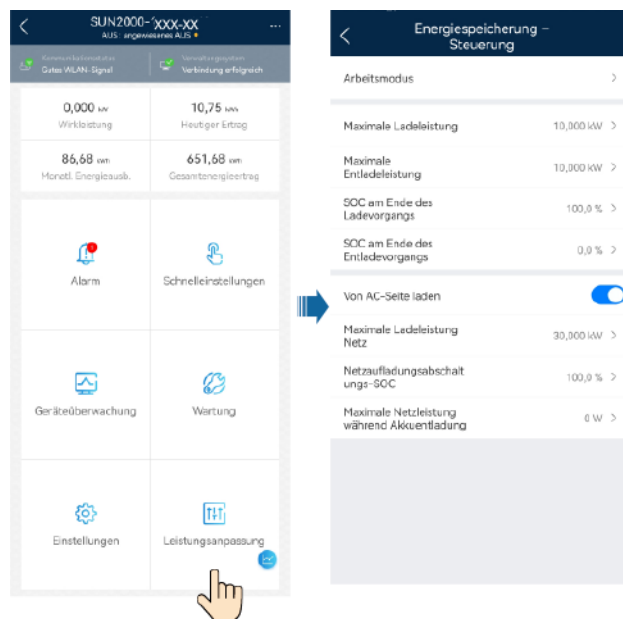 SUN2000-XXX-XX
AUS: angewiesenes AUS
Kommunikationsstatus
Gutes WLAN-Signal
Verwaltungssystem
Verbindung erfolgreich
0,000 kW
Wirkleistung
10,75 kWh
Heutiger Ertrag
86,68 kWh
Monatl. Energieausb.
651,68 kWh
Gesamtenergieertrag
Alarm
Schnelleinstellungen
Geräteüberwachung
Wartung
Einstellungen
Leistungsanpassung
Energiespeicherung –
Steuerung
Arbeitsmodus
Maximale Ladeleistung 10,000 kW
Maximale
Entladeleistung 10,000 kW
SOC am Ende des
Ladevorgangs 100,0 %
SOC am Ende des
Entladevorgangs 0,0 %
Von AC-Seite laden
Maximale Ladeleistung
Netz 30,000 kW
Netzaufladungsabschalt
ungs-SOC 100,0 %
Maximale Netzleistung
während Akkuentladung 0 W